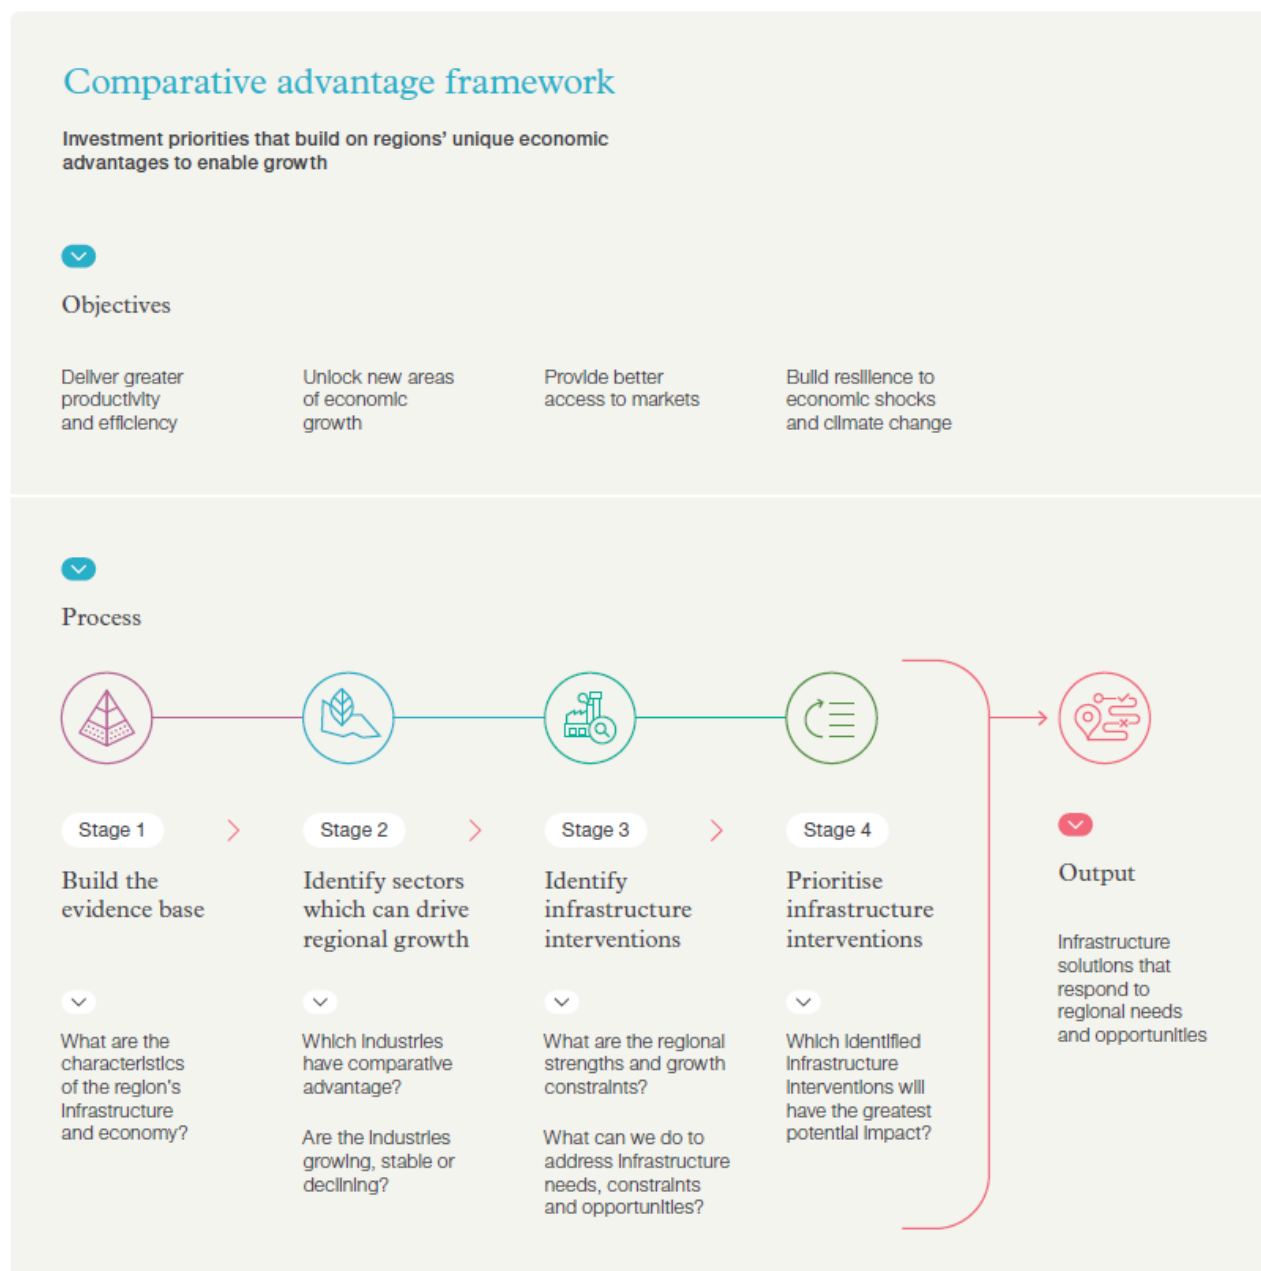 Comparative advantage framework
Investment priorities that build on regions' unique economic
advantages to enable growth
Objectives
Deliver greater
productivity
and efficiency
Unlock new areas
of economic
growth
Provide better
access to markets
Build resilience to
economic shocks
and climate change
Process
Stage 1
Build the
evidence base
What are the
characteristics
of the region's
infrastructure
and economy?
Stage 2
Identify sectors
which can drive
regional growth
Which industries
have comparative
advantage?
Are the industries
growing, stable or
declining?
Stage 3
Identify
infrastructure
interventions
What are the regional
strengths and growth
constraints?
What can we do to
address infrastructure
needs, constraints
and opportunities?
Stage 4
Prioritise
infrastructure
interventions
Which identified
infrastructure
interventions will
have the greatest
potential impact?
Output
Infrastructure
solutions that
respond to
regional needs
and opportunities